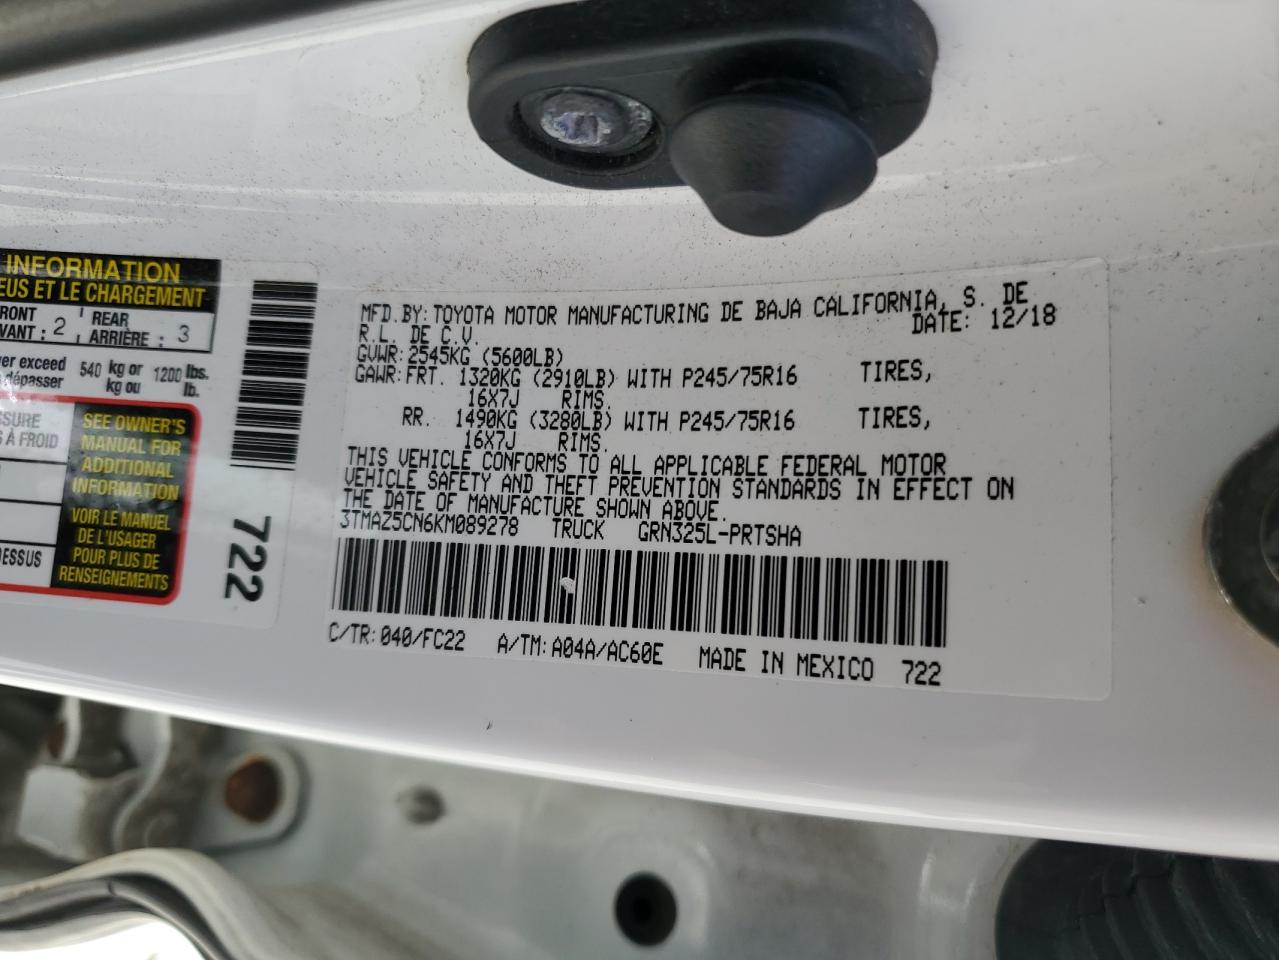 INFORMATION
EUS ET LE CHARGEMENT
RONT
VANT : 2
REAR
ARRIÈRE : 3
er exceed
dépasser
540 kg or
kg ou
1200 lbs.
lb.
SSURE
À FROID
DESSUS
SEE OWNER'S
MANUAL FOR
ADDITIONAL
INFORMATION
VOIR LE MANUEL
DE L'USAGER
POUR PLUS DE
RENSEIGNEMENTS
722
MFD. BY: TOYOTA MOTOR MANUFACTURING DE BAJA CALIFORNIA, S. DE
R.L. DE C.V. DATE: 12/18
GVWR: 2545KG (5600LB)
GAWR: FRT. 1320KG (2910LB) WITH P245/75R16 TIRES,
16X7J RIMS.
RR. 1490KG (3280LB) WITH P245/75R16 TIRES,
16X7J RIMS.
THIS VEHICLE CONFORMS TO ALL APPLICABLE FEDERAL MOTOR
VEHICLE SAFETY AND THEFT PREVENTION STANDARDS IN EFFECT ON
THE DATE OF MANUFACTURE SHOWN ABOVE.
3TMAZ5CN6KM089278 TRUCK GRN325L-PRTSHA
C/TR: 040/FC22 A/TM: A04A/AC60E MADE IN MEXICO 722